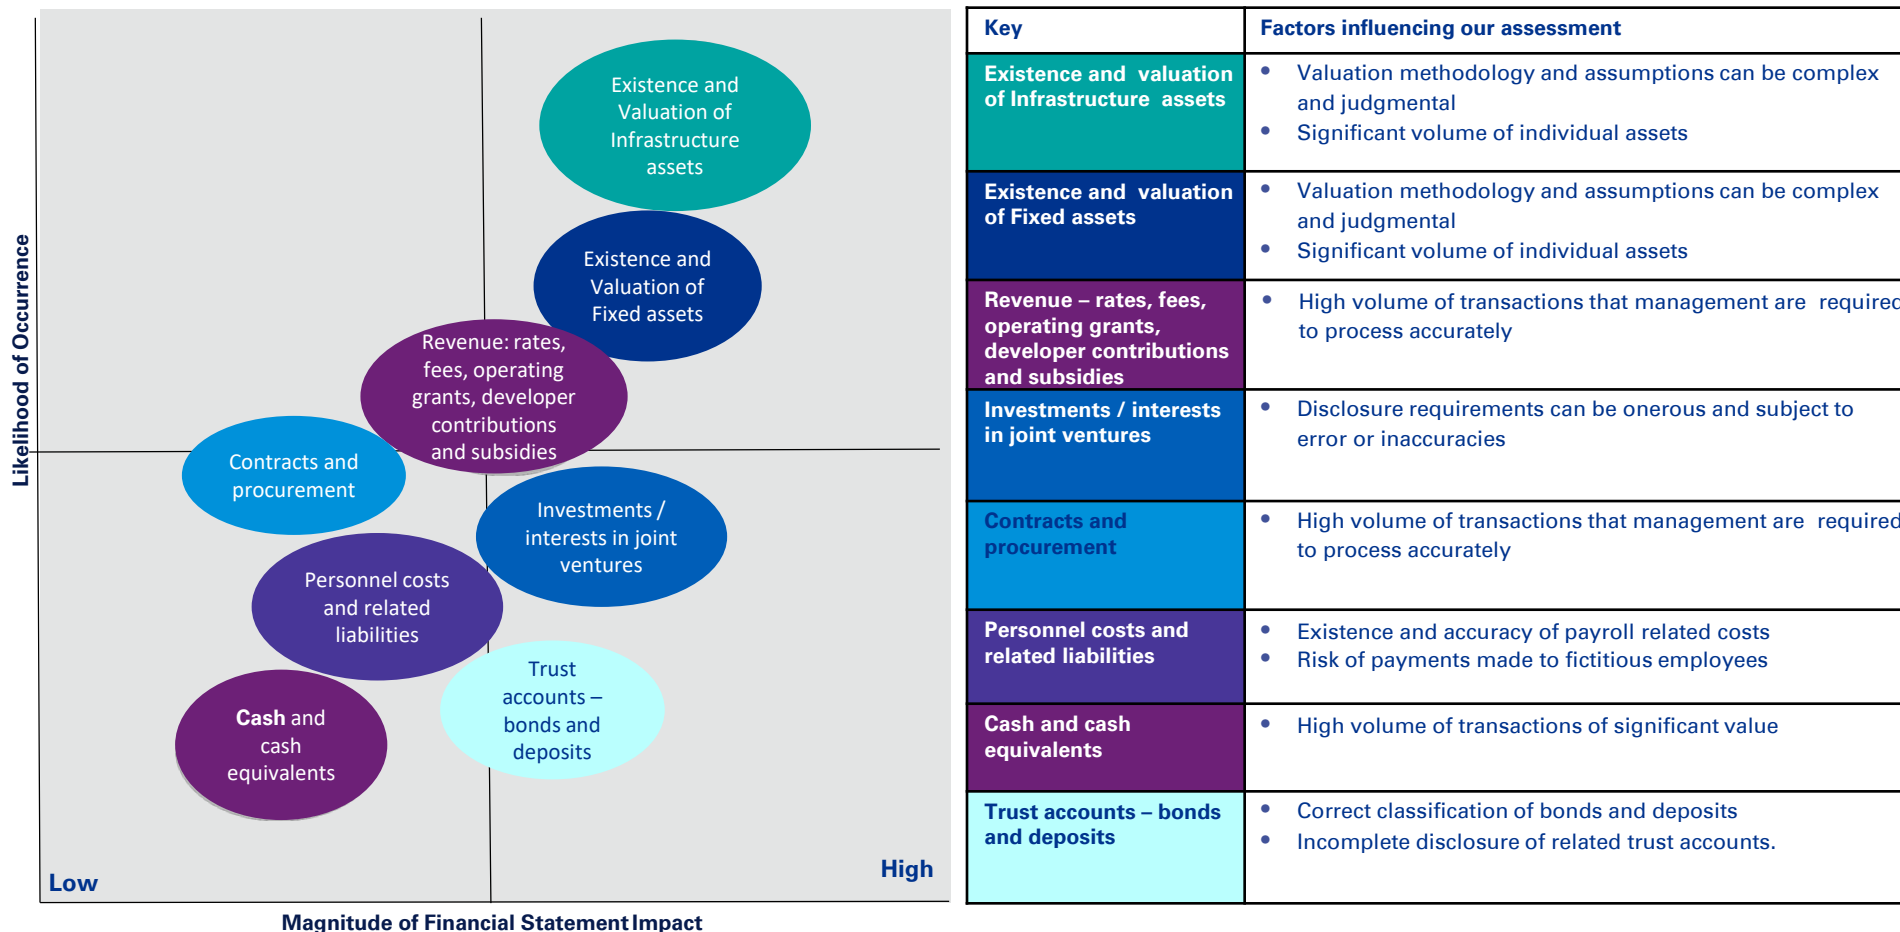 Likelihood of Occurrence
Existence and
Valuation of
Infrastructure
assets
Existence and
Valuation of
Fixed assets
Revenue: rates,
fees, operating
grants, developer
contributions
and subsidies
Contracts and
procurement
Investments /
interests in joint
ventures
Personnel costs
and related
liabilities
Trust
accounts –
bonds and
deposits
Cash and
cash
equivalents
Low
High
Magnitude of Financial Statement Impact
Key
Factors influencing our assessment
Existence and valuation
of Infrastructure assets
• Valuation methodology and assumptions can be complex
and judgmental
• Significant volume of individual assets
Existence and valuation
of Fixed assets
• Valuation methodology and assumptions can be complex
and judgmental
• Significant volume of individual assets
Revenue – rates, fees,
operating grants,
developer contributions
and subsidies
• High volume of transactions that management are required
to process accurately
Investments / interests
in joint ventures
• Disclosure requirements can be onerous and subject to
error or inaccuracies
Contracts and
procurement
• High volume of transactions that management are required
to process accurately
Personnel costs and
related liabilities
• Existence and accuracy of payroll related costs
• Risk of payments made to fictitious employees
Cash and cash
equivalents
• High volume of transactions of significant value
Trust accounts – bonds
and deposits
• Correct classification of bonds and deposits
• Incomplete disclosure of related trust accounts.